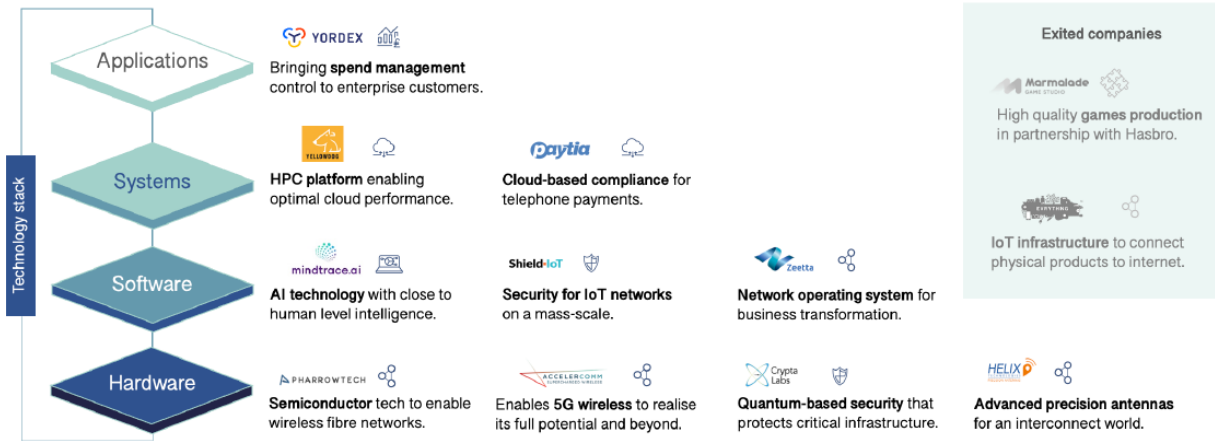 Technology stack
Applications
YORDEX
Bringing spend management
control to enterprise customers.
Systems
YELLOWDOG
HPC platform enabling
optimal cloud performance.
Paytia
Cloud-based compliance for
telephone payments.
Software
mindtrace.ai
AI technology with close to
human level intelligence.
Shield-IoT
Security for IoT networks
on a mass-scale.
Zeetta
Network operating system for
business transformation.
Hardware
PHARROWTECH
Semiconductor tech to enable
wireless fibre networks.
ACCELERCOMM
SUPERCHARGED WIRELESS
Enables 5G wireless to realise
its full potential and beyond.
Crypta
Labs
Quantum-based security that
protects critical infrastructure.
HELIX
Advanced precision antennas
for an interconnect world.
Exited companies
Marmalade
GAME STUDIO
High quality games production
in partnership with Hasbro.
EVRYTHNG
IoT infrastructure to connect
physical products to internet.